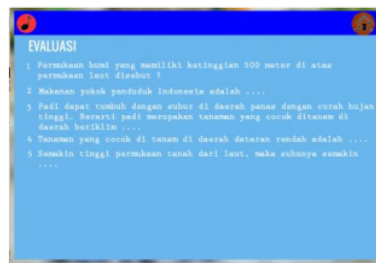 EVALUASI
1 Permukaan bumi yang memiliki ketinggian 500 meter di atas
permukaan laut disebut ?
2 Makanan pokok penduduk Indonesia adalah ....
3 Padi dapat tumbuh dengan subur di daerah panas dengan curah hujan
tinggi. Berarti padi merupakan tanaman yang cocok ditanam di
daerah beriklim ....
4 Tanaman yang cocok di tanam di daerah dataran rendah adalah ....
5 Semakin tinggi permukaan tanah dari laut, maka suhunya semakin
....